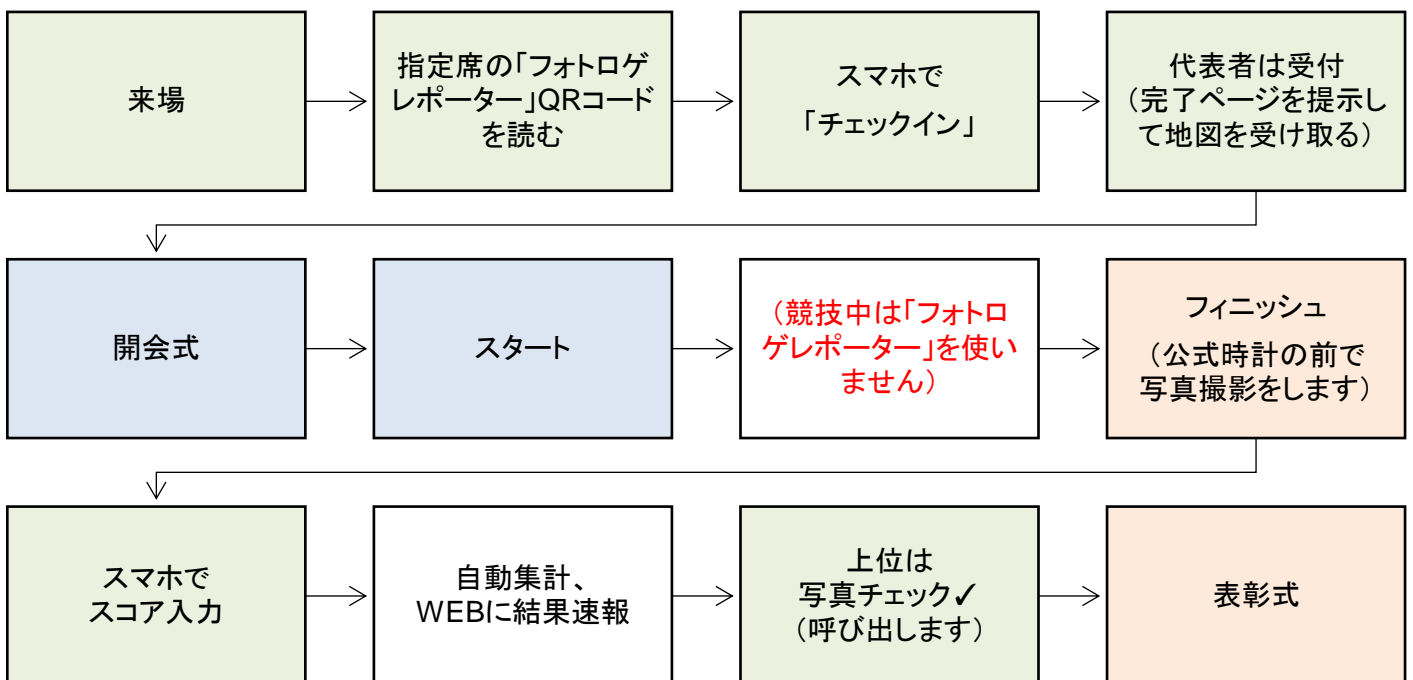 来場
指定席の「フォトロゲ
レポーター」QRコード
を読む
スマホで
「チェックイン」
代表者は受付
（完了ページを提示し
て地図を受け取る）
開会式
スタート
（競技中は「フォトロ
ゲレポーター」を使い
ません）
フィニッシュ
（公式時計の前で
写真撮影をします）
スマホで
スコア入力
自動集計、
WEBに結果速報
上位は
写真チェック✓
（呼び出します）
表彰式